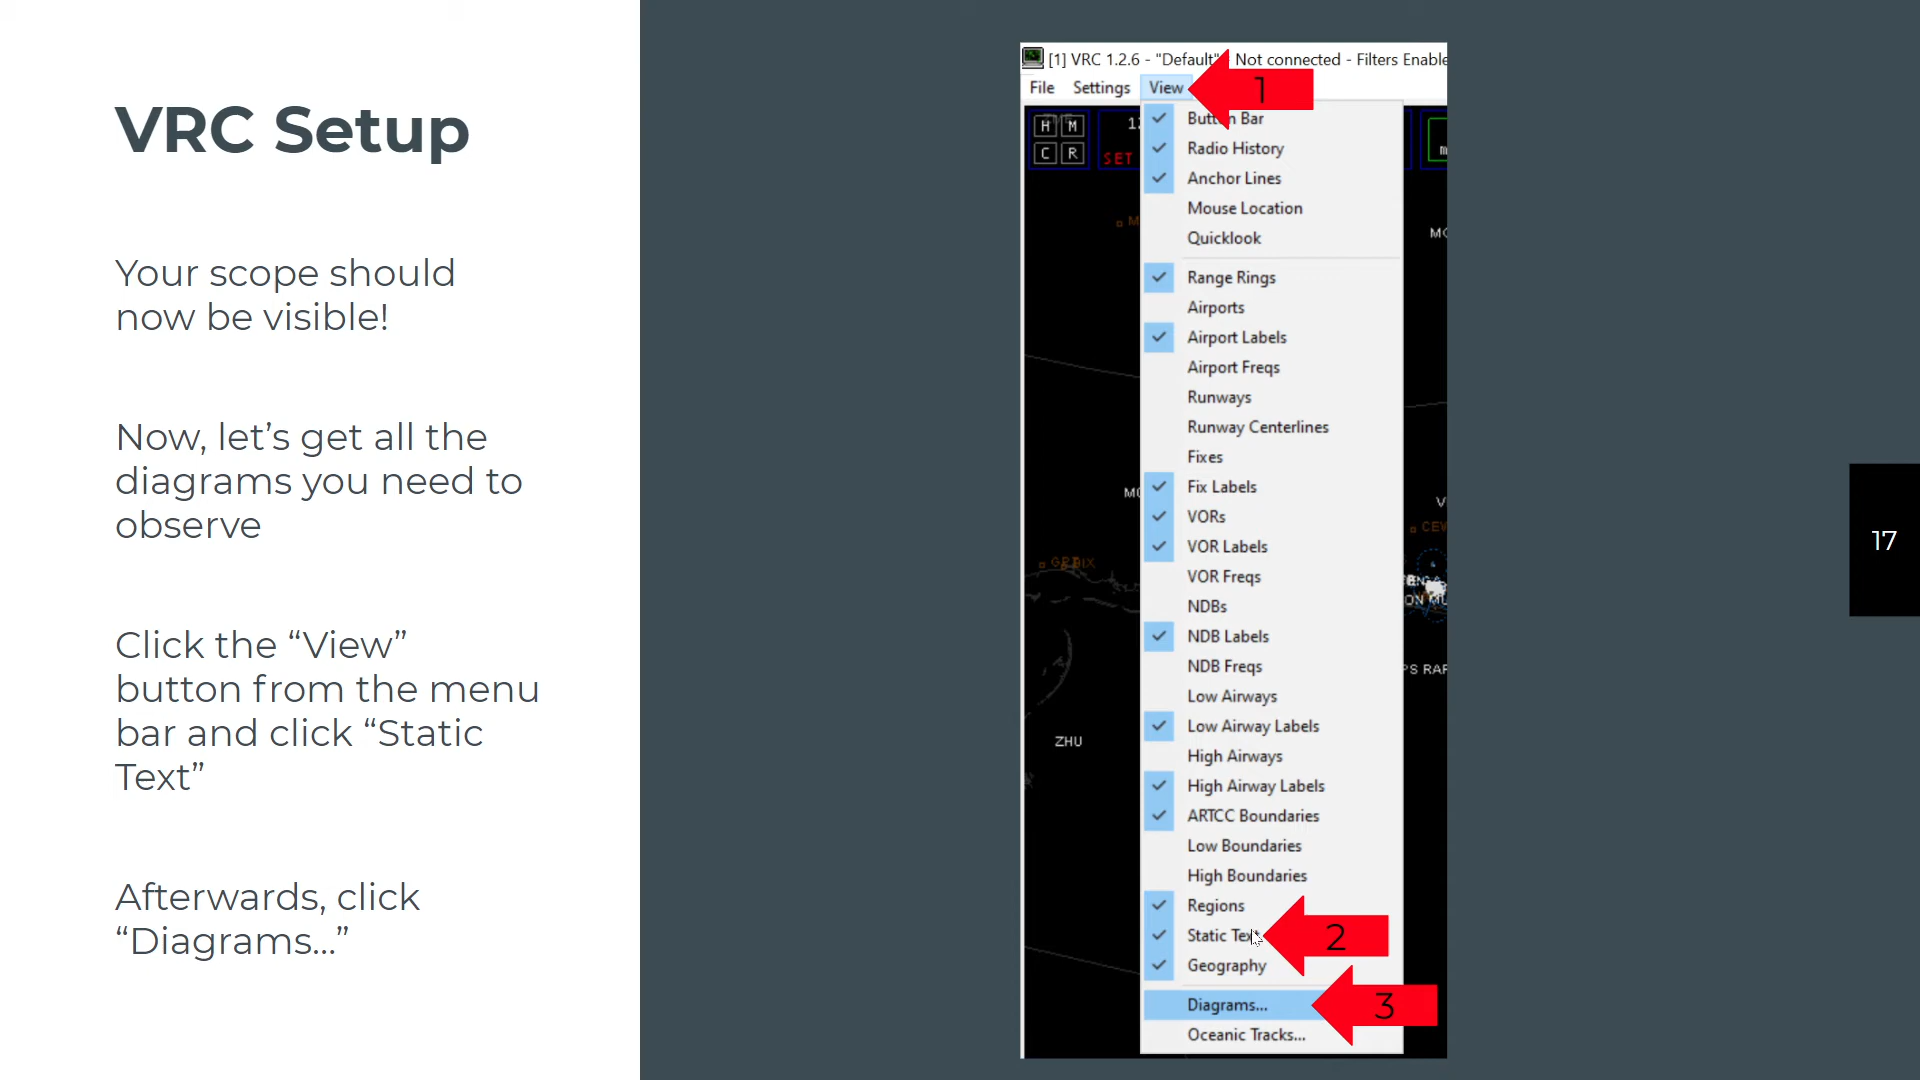 VRC Setup
Your scope should
now be visible!
Now, let’s get all the
diagrams you need to
observe
Click the “View”
button from the menu
bar and click “Static
Text”
Afterwards, click
“Diagrams...”
[1] VRC 1.2.6 - "Default" Not connected - Filters Enable
File Settings View
1
H M
C R
SET
Button Bar
Radio History
Anchor Lines
Mouse Location
Quicklook
Range Rings
Airports
Airport Labels
Airport Freqs
Runways
Runway Centerlines
Fixes
Fix Labels
VORs
VOR Labels
VOR Freqs
NDBs
NDB Labels
NDB Freqs
Low Airways
Low Airway Labels
High Airways
High Airway Labels
ARTCC Boundaries
Low Boundaries
High Boundaries
Regions
Static Text
2
Geography
Diagrams...
3
Oceanic Tracks...
ZHU
17